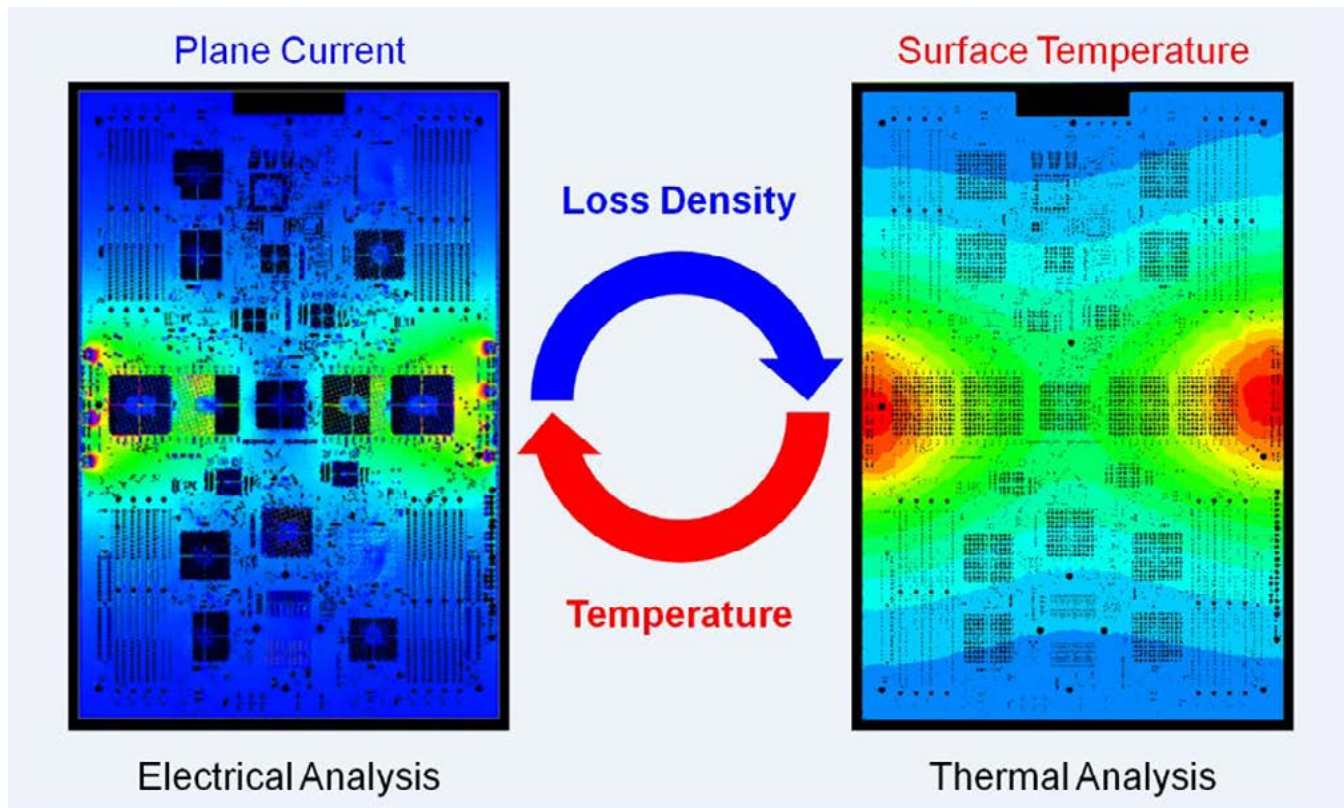 Plane Current
Surface Temperature
Loss Density
Temperature
Electrical Analysis
Thermal Analysis